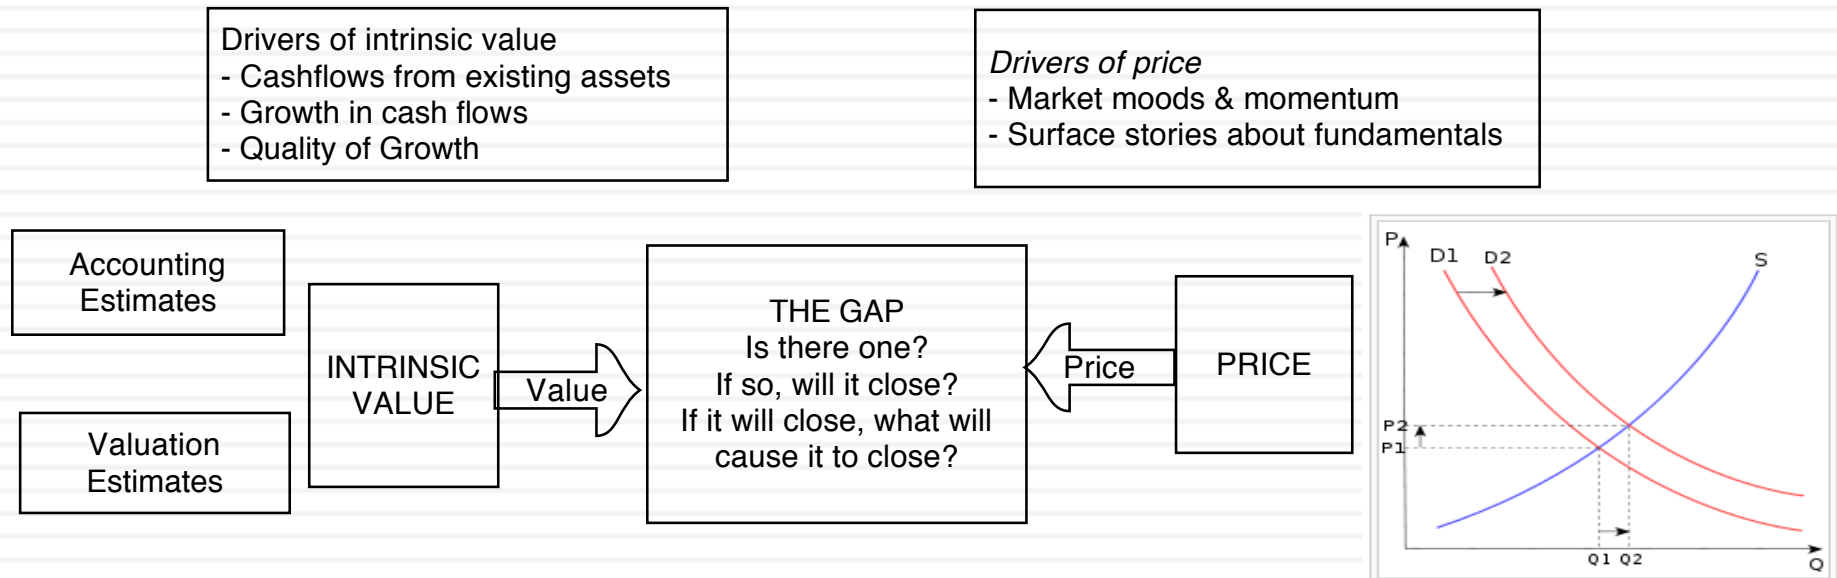 Drivers of intrinsic value
- Cashflows from existing assets
- Growth in cash flows
- Quality of Growth
Drivers of price
- Market moods & momentum
- Surface stories about fundamentals
Accounting
Estimates
Valuation
Estimates
INTRINSIC
VALUE
Value
THE GAP
Is there one?
If so, will it close?
If it will close, what will
cause it to close?
Price
PRICE
P
D1
D2
S
P2
P1
Q1
Q2
Q